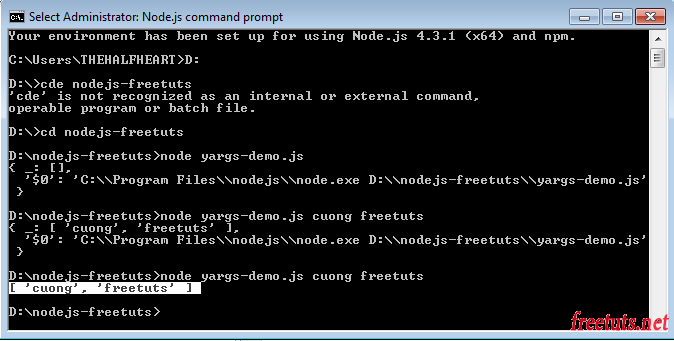 Select Administrator: Node.js command prompt
Your environment has been set up for using Node.js 4.3.1 (x64) and npm.
C:\Users\THEHALFHEART>D:
D:\>cde nodejs-freetuts
'cde' is not recognized as an internal or external command,
operable program or batch file.
D:\>cd nodejs-freetuts
D:\nodejs-freetuts>node yargs-demo.js
{ _: [],
  '$0': 'C:\\Program Files\\nodejs\\node.exe D:\\nodejs-freetuts\\yargs-demo.js'
 }
D:\nodejs-freetuts>node yargs-demo.js cuong freetuts
{ _: [ 'cuong', 'freetuts' ],
  '$0': 'C:\\Program Files\\nodejs\\node.exe D:\\nodejs-freetuts\\yargs-demo.js'
 }
D:\nodejs-freetuts>node yargs-demo.js cuong freetuts
[ 'cuong', 'freetuts' ]
D:\nodejs-freetuts>
freetuts.net